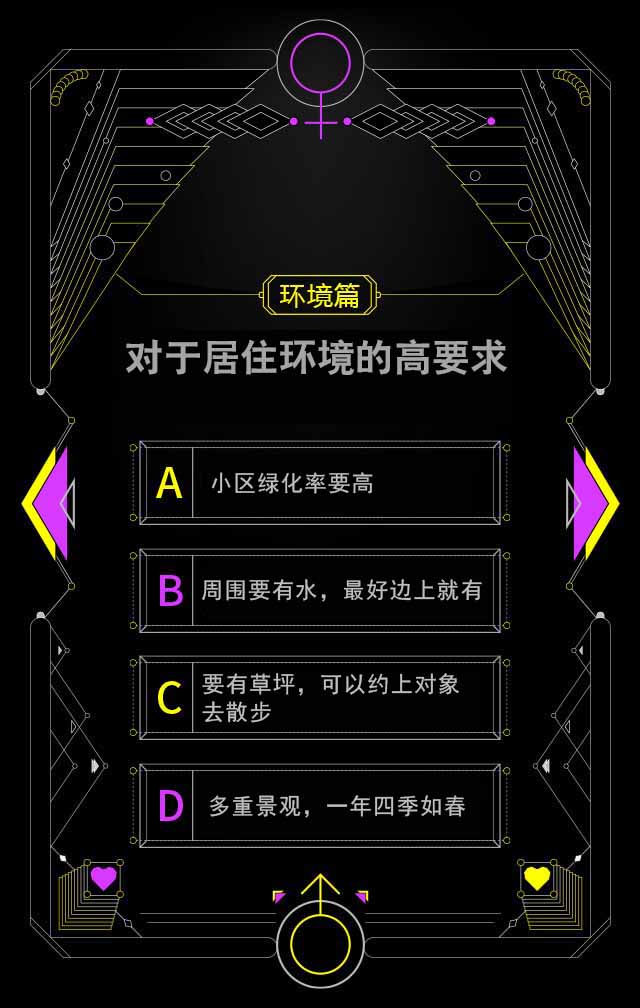 环境篇
对于居住环境的高要求
A 小区绿化率要高
B 周围要有水，最好边上就有
C 要有草坪，可以约上对象
去散步
D 多重景观，一年四季如春